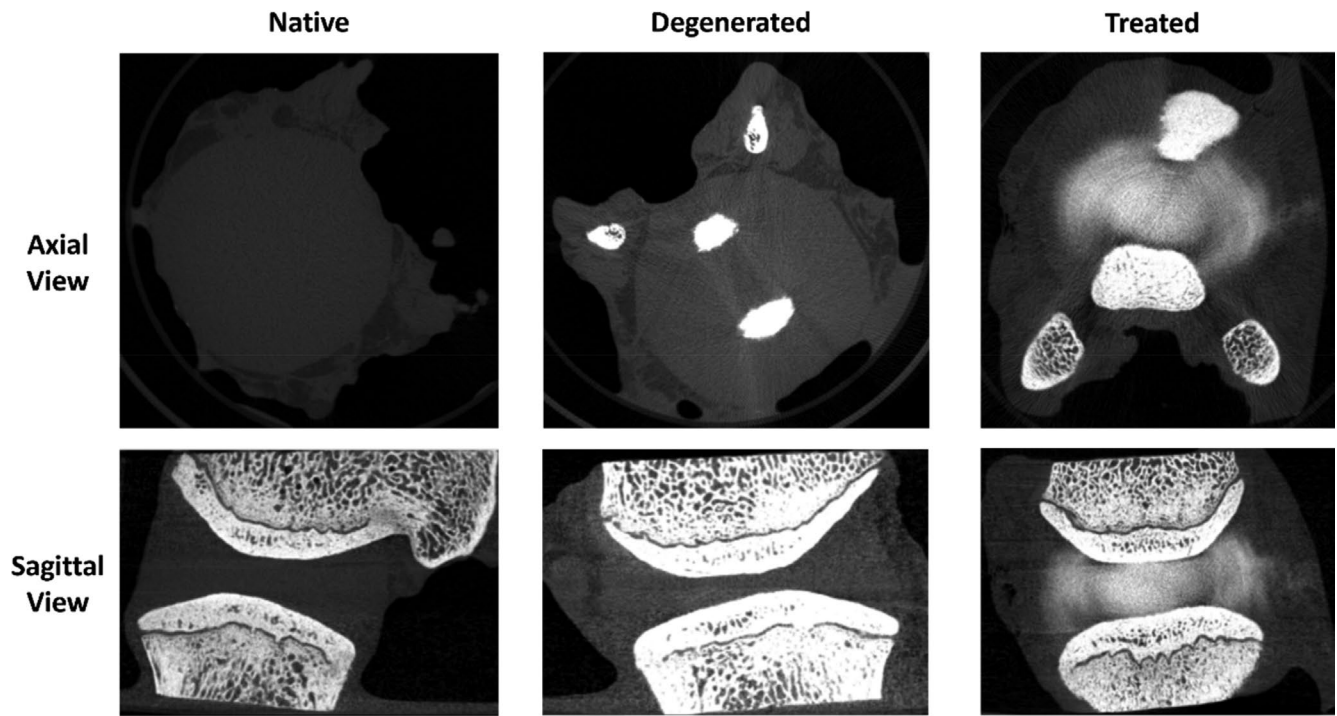 Native
Degenerated
Treated
Axial
View
Sagittal
View